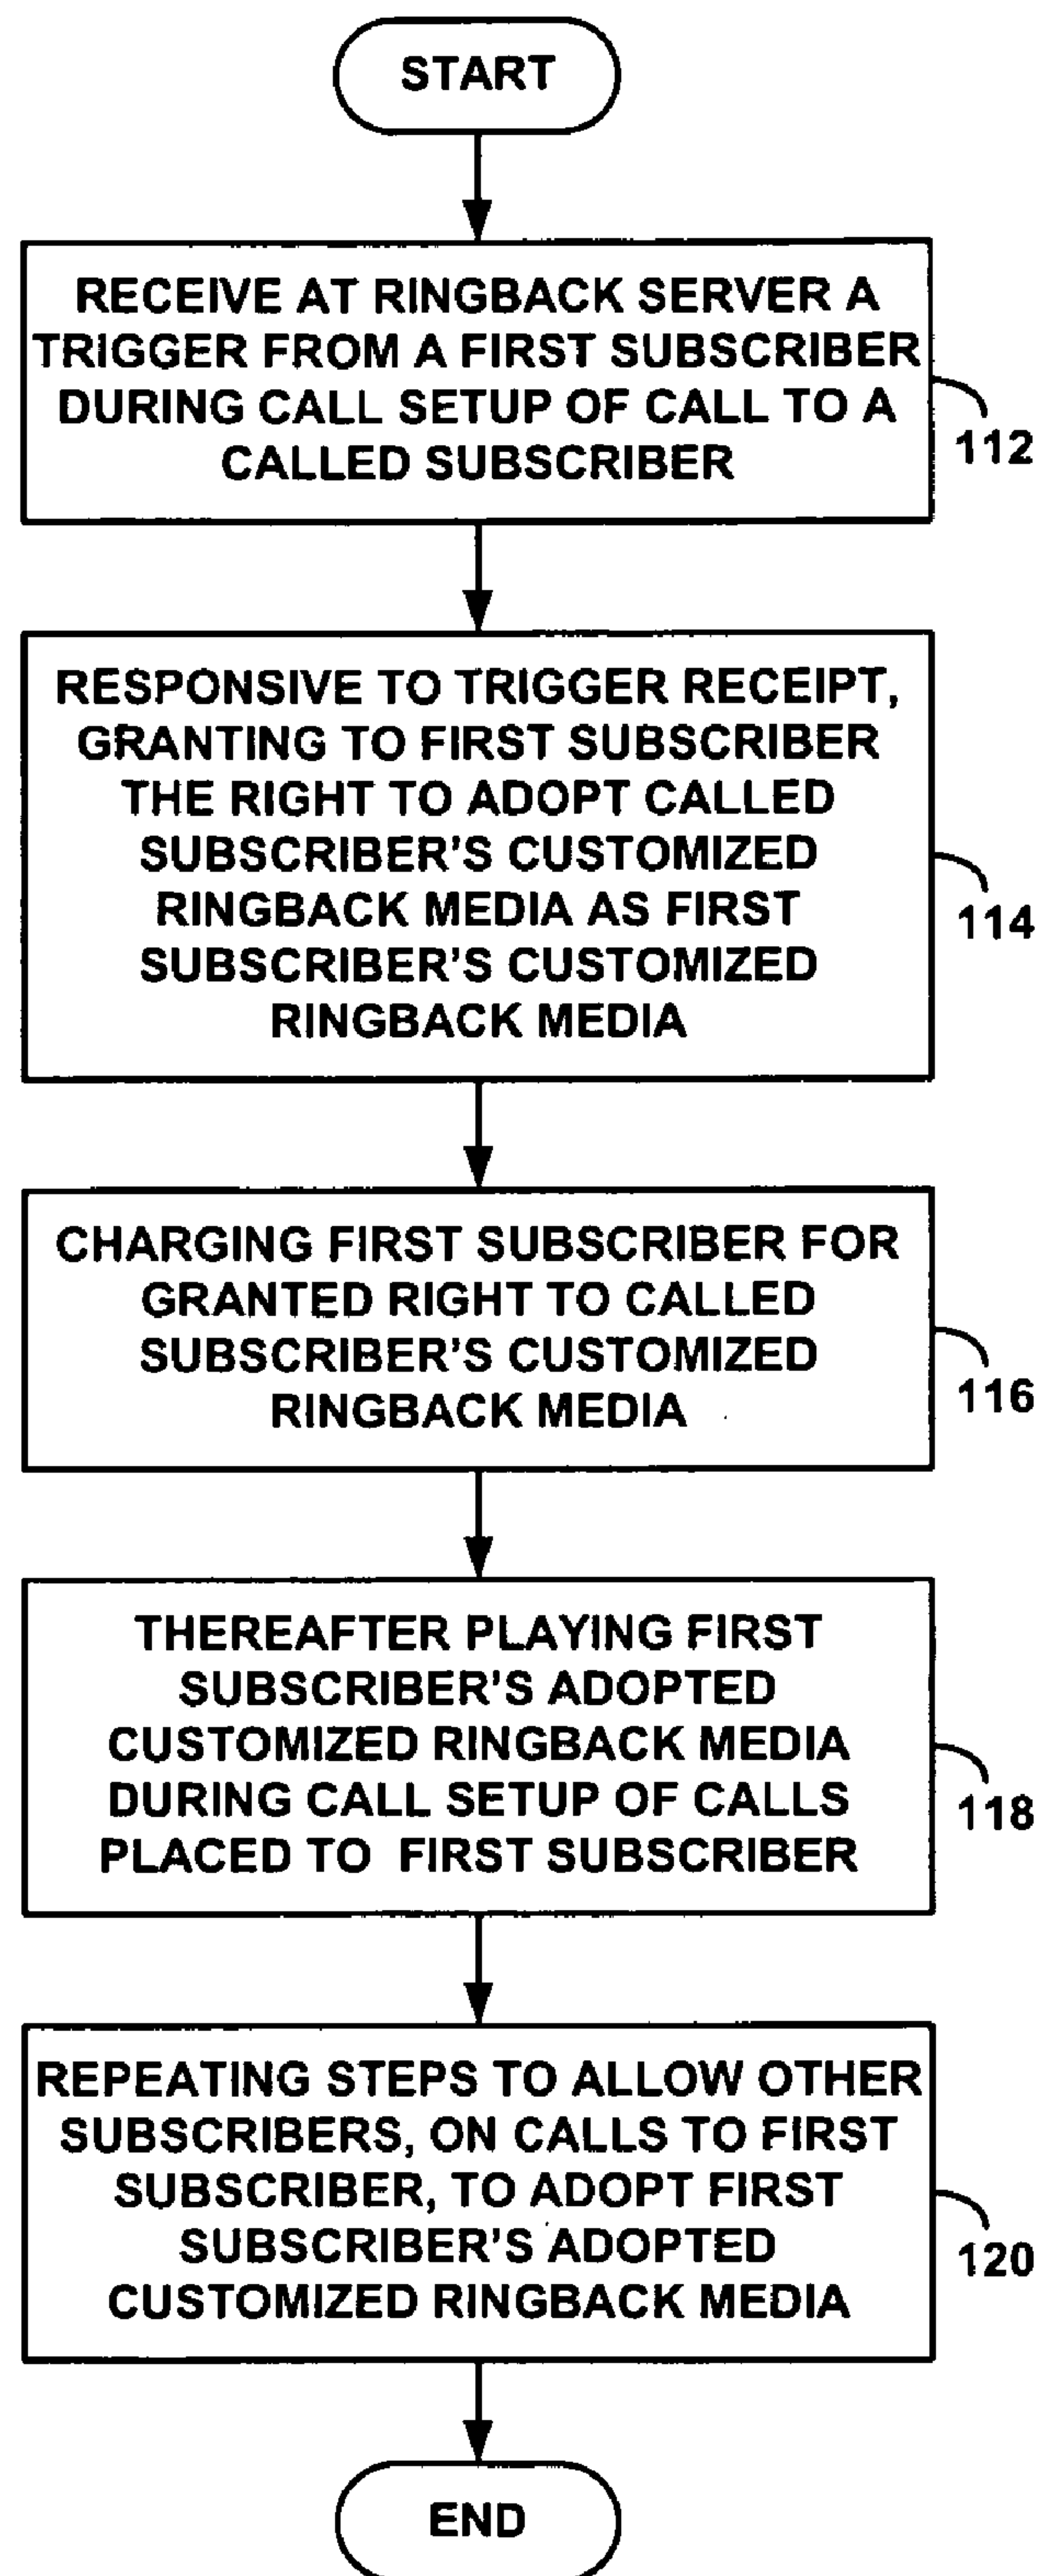 START
RECEIVE AT RINGBACK SERVER A
TRIGGER FROM A FIRST SUBSCRIBER
DURING CALL SETUP OF CALL TO A
CALLED SUBSCRIBER
112
RESPONSIVE TO TRIGGER RECEIPT,
GRANTING TO FIRST SUBSCRIBER
THE RIGHT TO ADOPT CALLED
SUBSCRIBER'S CUSTOMIZED
RINGBACK MEDIA AS FIRST
SUBSCRIBER'S CUSTOMIZED
RINGBACK MEDIA
114
CHARGING FIRST SUBSCRIBER FOR
GRANTED RIGHT TO CALLED
SUBSCRIBER'S CUSTOMIZED
RINGBACK MEDIA
116
THEREAFTER PLAYING FIRST
SUBSCRIBER'S ADOPTED
CUSTOMIZED RINGBACK MEDIA
DURING CALL SETUP OF CALLS
PLACED TO FIRST SUBSCRIBER
118
REPEATING STEPS TO ALLOW OTHER
SUBSCRIBERS, ON CALLS TO FIRST
SUBSCRIBER, TO ADOPT FIRST
SUBSCRIBER'S ADOPTED
CUSTOMIZED RINGBACK MEDIA
120
END